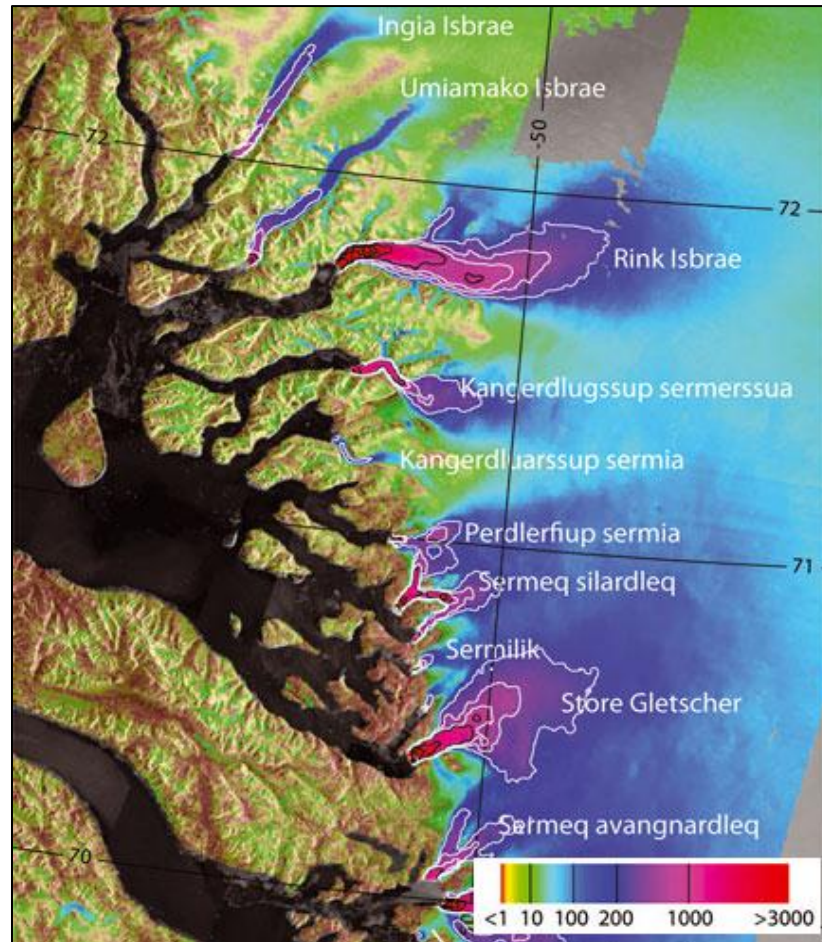 Ingia Isbrae
Umiamako Isbrae
72
-50
72
Rink Isbrae
Kangerdlugssup sermerssua
Kangerdluarssup sermia
Perdlerfiup sermia
71
Sermeq silardleq
Sermilik
Store Gletscher
Sermeq avangnardleq
70
<1 10 100 200 1000 >3000